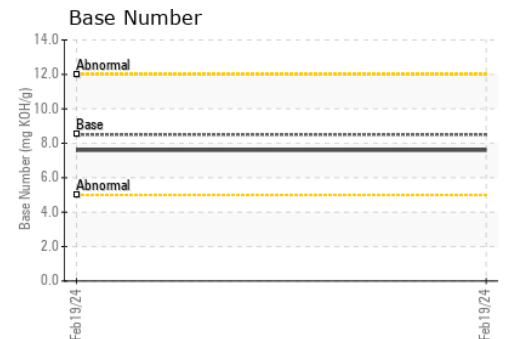 Base Number
Base Number (mg KOH/g)
14.0
12.0
10.0
8.0
6.0
4.0
2.0
0.0
Abnormal
Base
Abnormal
Feb19/24
Feb19/24